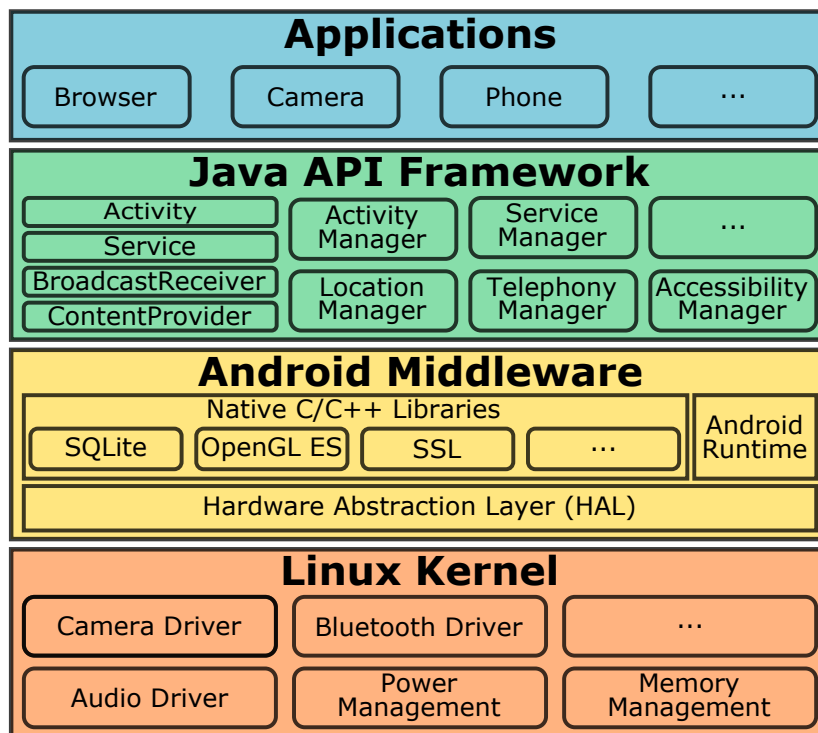 Applications
Browser
Camera
Phone
...
Java API Framework
Activity
Service
BroadcastReceiver
ContentProvider
Activity
Manager
Service
Manager
...
Location
Manager
Telephony
Manager
Accessibility
Manager
Android Middleware
Native C/C++ Libraries
SQLite
OpenGL ES
SSL
...
Android
Runtime
Hardware Abstraction Layer (HAL)
Linux Kernel
Camera Driver
Bluetooth Driver
...
Audio Driver
Power
Management
Memory
Management